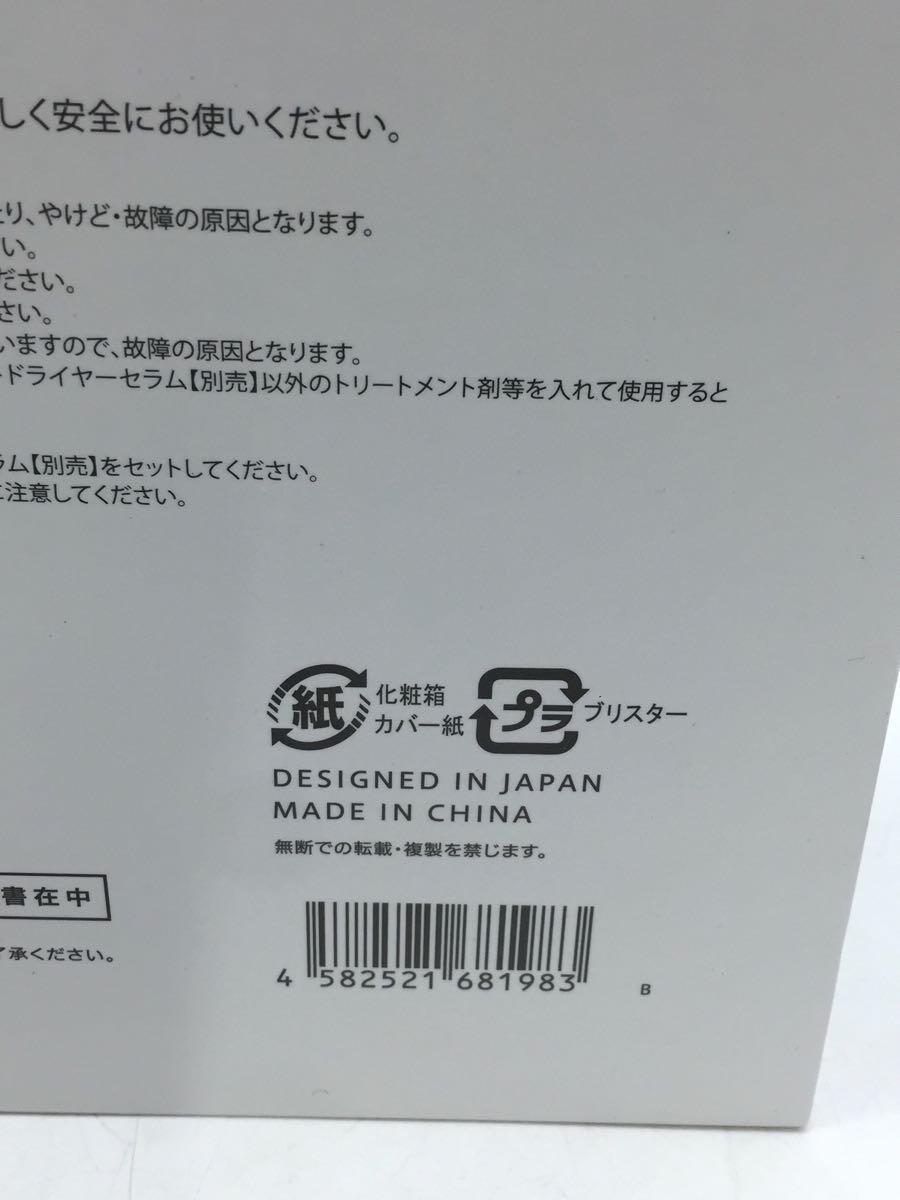 しく安全にお使いください。
り、やけど・故障の原因となります。
い。
ださい。
さい。
いますので、故障の原因となります。
ードライヤーセラム【別売】以外のトリートメント剤等を入れて使用すると
ラム【別売】をセットしてください。
注意してください。
紙 化粧箱 カバー紙 プラ ブリスター
DESIGNED IN JAPAN
MADE IN CHINA
無断での転載・複製を禁じます。
書在中
了承ください。
4 582521 681983 B